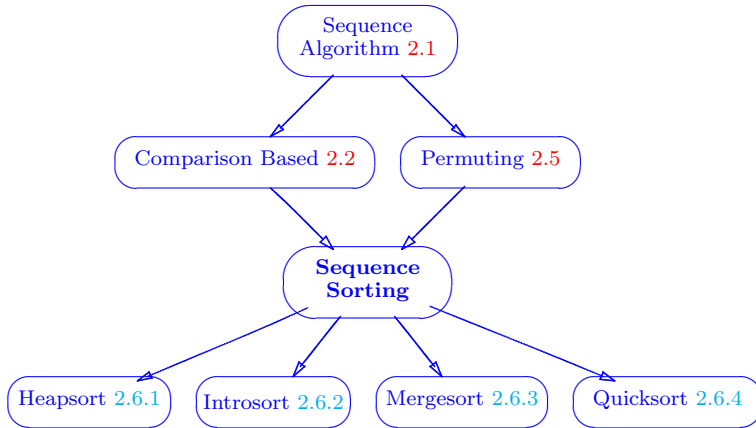 Sequence
Algorithm 2.1
Comparison Based 2.2
Permuting 2.5
Sequence
Sorting
Heapsort 2.6.1
Introsort 2.6.2
Mergesort 2.6.3
Quicksort 2.6.4